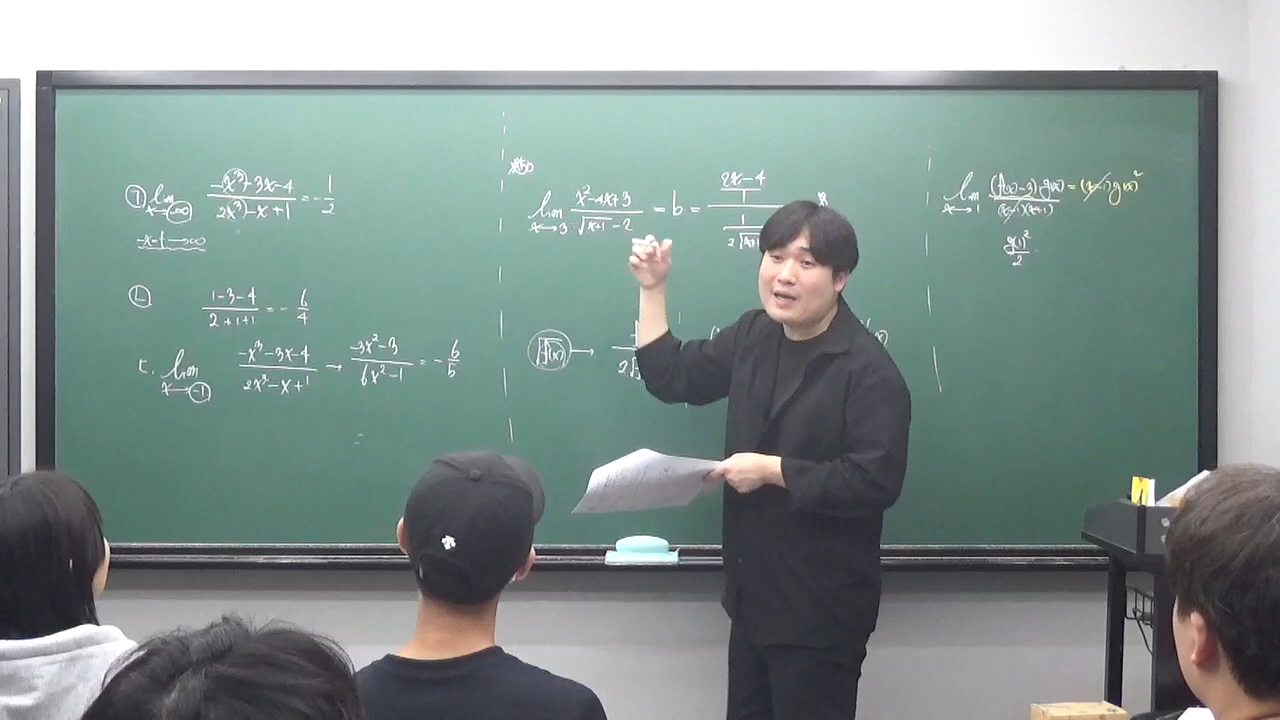 ㉠ lim x→-∞ (-x³-3x-4)/(2x³-x+1) = -1/2
-x=t→∞
㉡ (1-3-4)/(2+1+1) = -6/4
t. lim x→-1 (-x³-3x-4)/(2x³-x+1) → (-3x²-3)/(6x²-1) = -6/5
lim x→3 (x²-4x+3)/(√(x+1)-2) = b = (2x-4)/1
√f(x) →
lim x→1 (f(x)-3)g(x)/((x-1)(x+1)) = (x-1)g(x)²
g(1)²/2